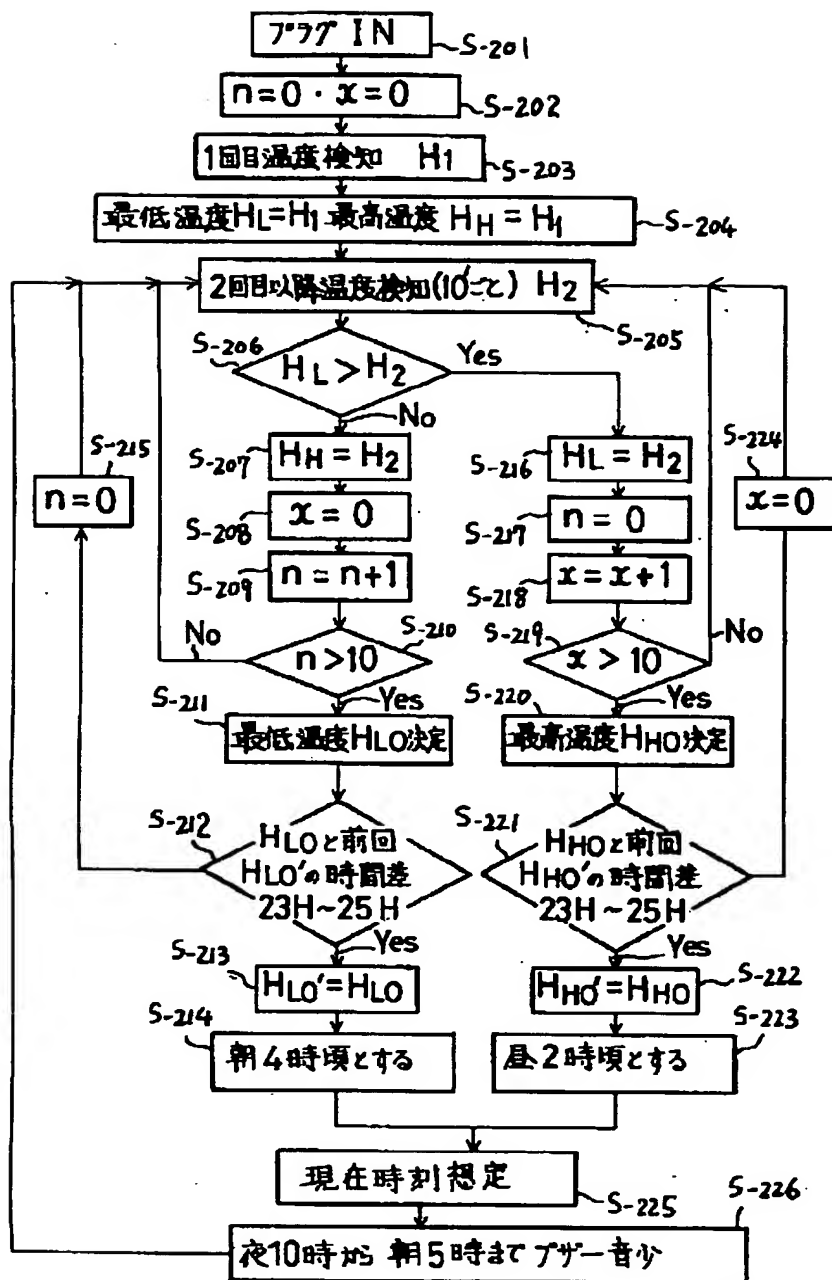 プラグ IN
S-201
n=0・x=0
S-202
1回目温度検知 H1
S-203
最低温度HL=H1 最高温度 HH=H1
S-204
2回目以降温度検知(10'ごと) H2
S-205
S-206
HL>H2
Yes
No
S-207
HH=H2
S-216
HL=H2
S-215
n=0
S-224
x=0
S-208
x=0
S-217
n=0
S-209
n=n+1
S-218
x=x+1
No
n>10
S-210
S-219
x>10
No
S-211
Yes
S-220
Yes
最低温度HLO決定
最高温度HHO決定
S-212
HLOと前回
HLO'の時間差
23H~25H
S-221
HHOと前回
HHO'の時間差
23H~25H
Yes
Yes
S-213
HLO'=HLO
HHO'=HHO
S-222
S-214
朝4時頃とする
昼2時頃とする
S-223
現在時刻想定
S-225
夜10時から 朝5時までブザー音少
S-226